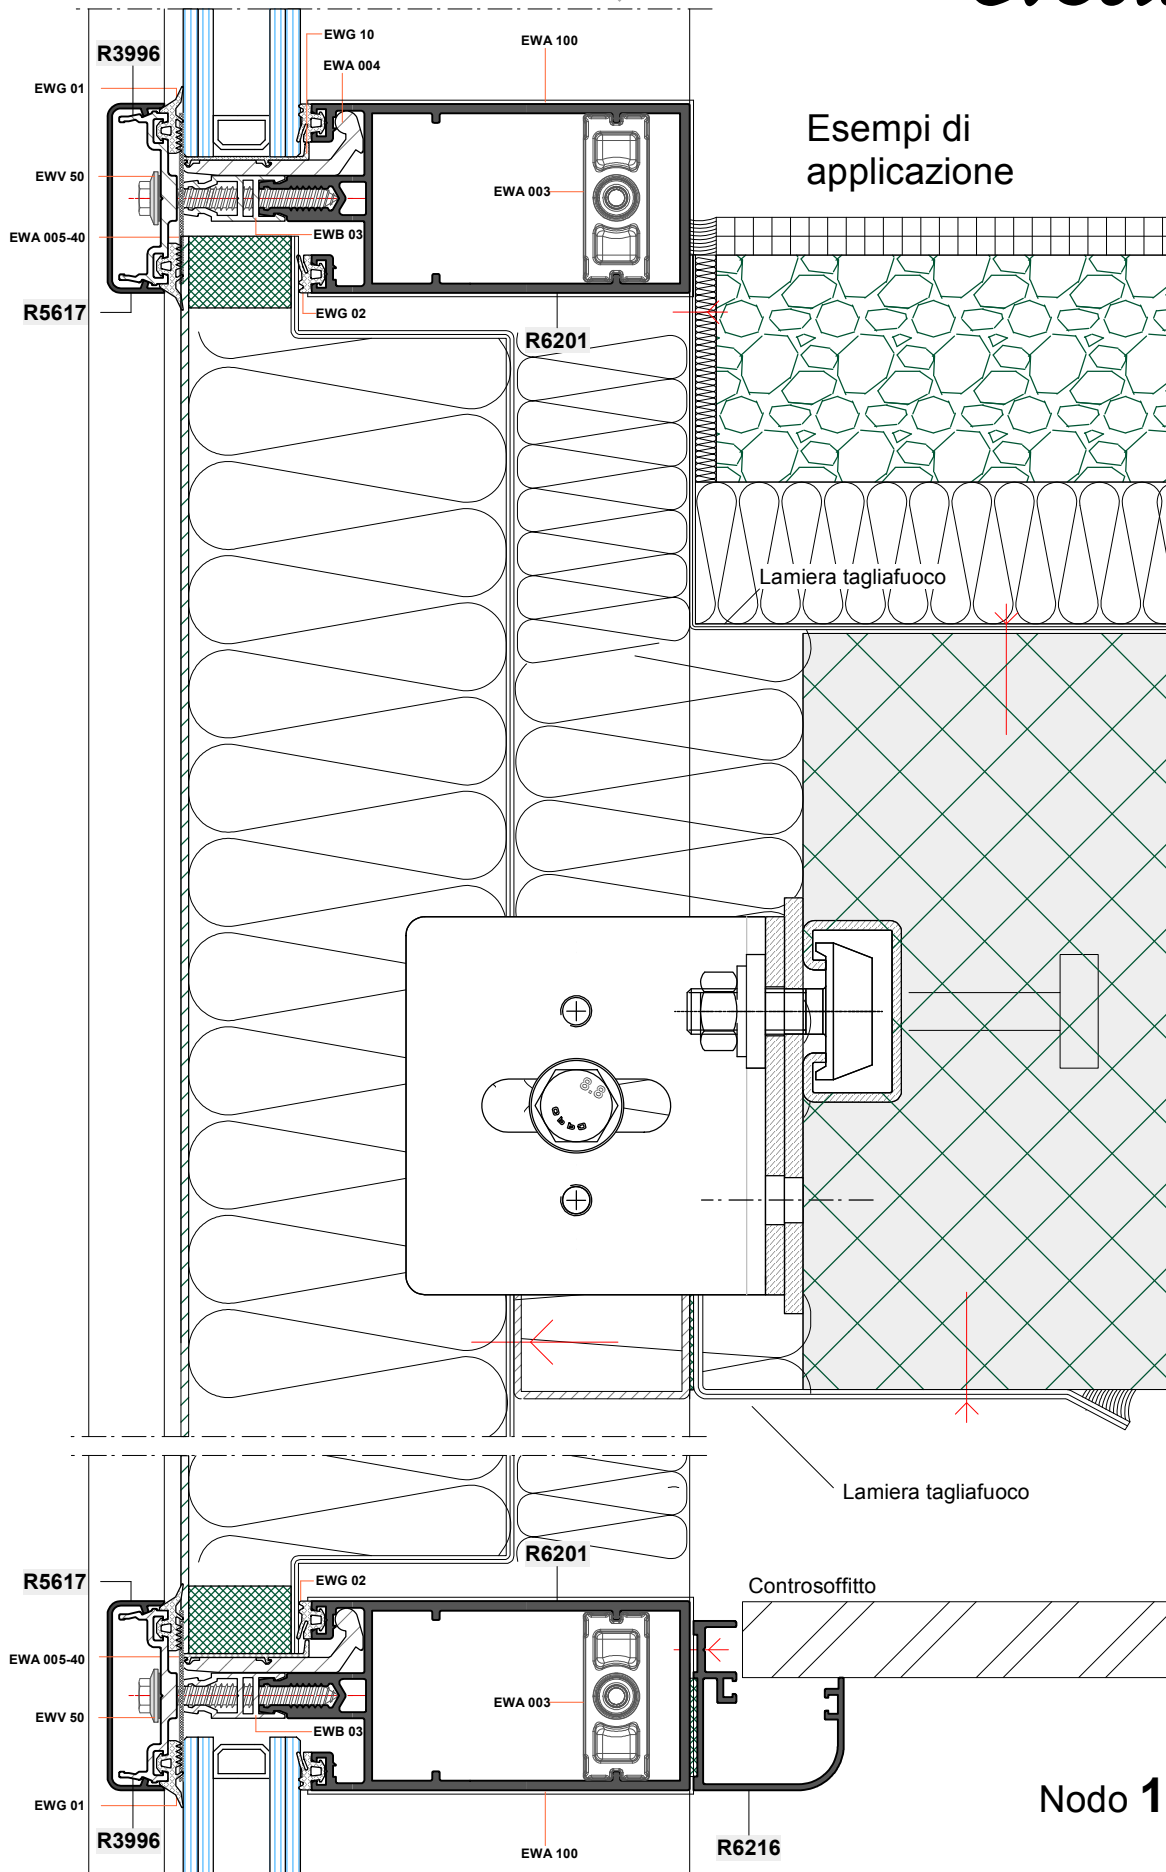 EWG 10
EWA 100
R3996
EWA 004
EWG 01
Esempi di
applicazione
EWV 50
EWA 003
EWA 005-40
EWB 03
R5617
EWG 02
R6201
Lamiera tagliafuoco
8.8
Lamiera tagliafuoco
R6201
R5617
EWG 02
Controsoffitto
EWA 005-40
EWA 003
EWV 50
EWB 03
EWG 01
Nodo 1
R3996
EWA 100
R6216